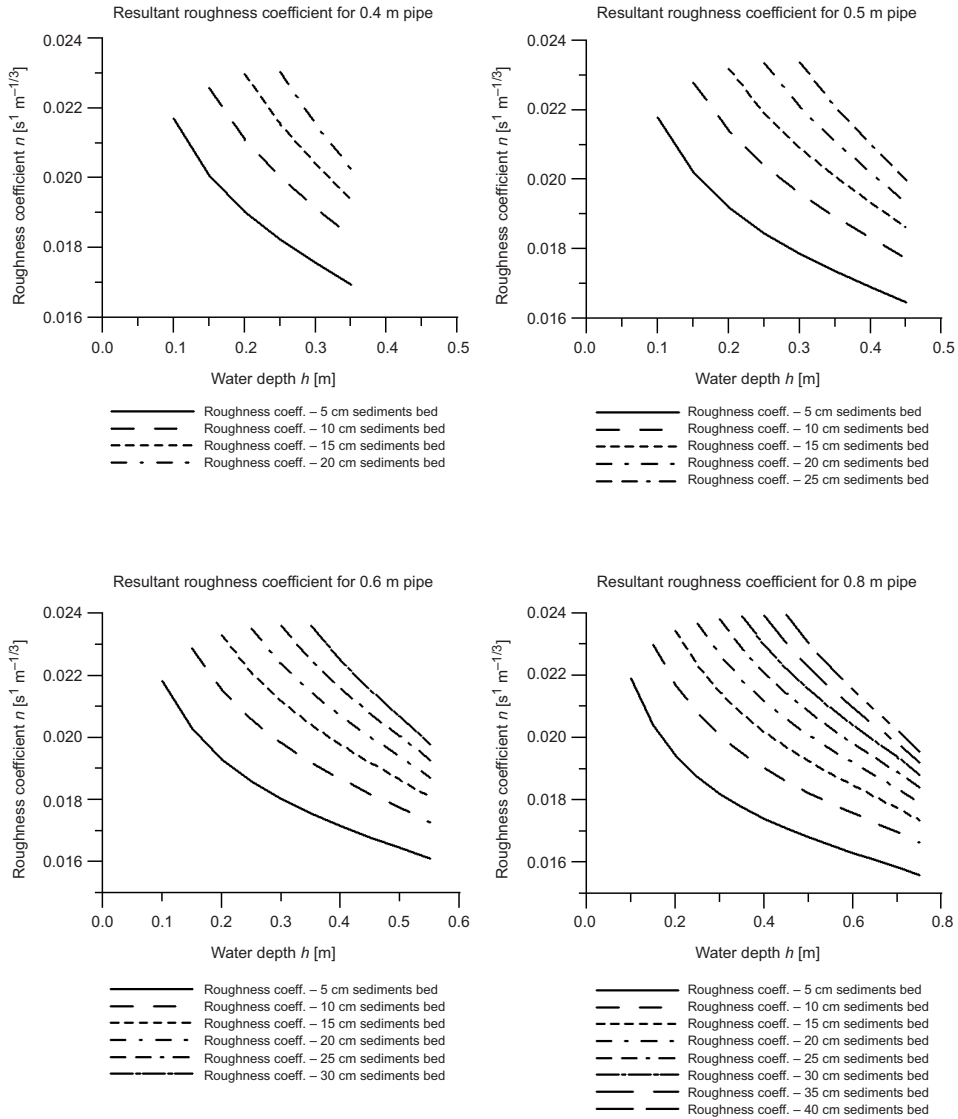 Resultant roughness coefficient for 0.4 m pipe
0.024
0.022
0.020
0.018
0.016
Roughness coefficient n [s¹ m⁻¹/³]
0.0
0.1
0.2
0.3
0.4
0.5
Water depth h [m]
Roughness coeff. – 5 cm sediments bed
Roughness coeff. – 10 cm sediments bed
Roughness coeff. – 15 cm sediments bed
Roughness coeff. – 20 cm sediments bed
Resultant roughness coefficient for 0.5 m pipe
0.024
0.022
0.020
0.018
0.016
Roughness coefficient n [s¹ m⁻¹/³]
0.0
0.1
0.2
0.3
0.4
0.5
Water depth h [m]
Roughness coeff. – 5 cm sediments bed
Roughness coeff. – 10 cm sediments bed
Roughness coeff. – 15 cm sediments bed
Roughness coeff. – 20 cm sediments bed
Roughness coeff. – 25 cm sediments bed
Resultant roughness coefficient for 0.6 m pipe
0.024
0.022
0.020
0.018
0.016
Roughness coefficient n [s¹ m⁻¹/³]
0.0
0.1
0.2
0.3
0.4
0.5
0.6
Water depth h [m]
Roughness coeff. – 5 cm sediments bed
Roughness coeff. – 10 cm sediments bed
Roughness coeff. – 15 cm sediments bed
Roughness coeff. – 20 cm sediments bed
Roughness coeff. – 25 cm sediments bed
Roughness coeff. – 30 cm sediments bed
Resultant roughness coefficient for 0.8 m pipe
0.024
0.022
0.020
0.018
0.016
Roughness coefficient n [s¹ m⁻¹/³]
0.0
0.2
0.4
0.6
0.8
Water depth h [m]
Roughness coeff. – 5 cm sediments bed
Roughness coeff. – 10 cm sediments bed
Roughness coeff. – 15 cm sediments bed
Roughness coeff. – 20 cm sediments bed
Roughness coeff. – 25 cm sediments bed
Roughness coeff. – 30 cm sediments bed
Roughness coeff. – 35 cm sediments bed
Roughness coeff. – 40 cm sediments bed